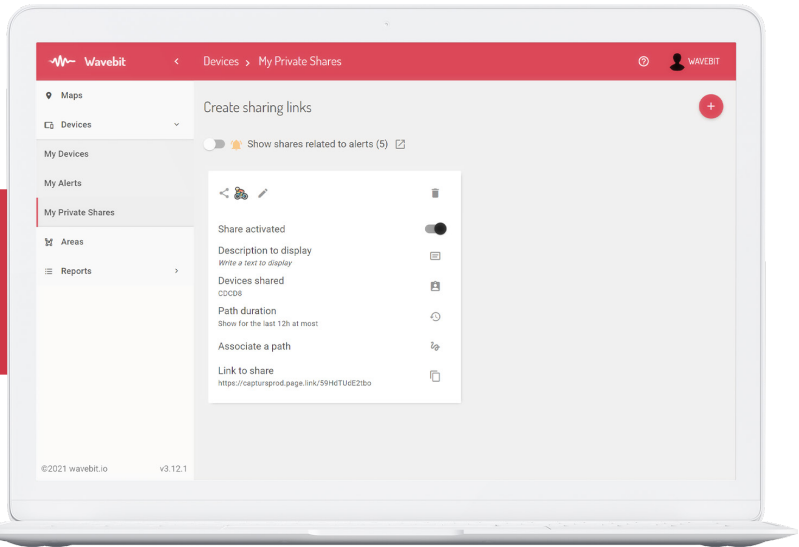 Wavebit
Devices > My Private Shares
WAVEBIT
Maps
Devices
My Devices
My Alerts
My Private Shares
Areas
Reports
©2021 wavebit.io
v3.12.1
Create sharing links
Show shares related to alerts (5)
Share activated
Description to display
Write a text to display
Devices shared
CDCD8
Path duration
Show for the last 12h at most
Associate a path
Link to share
https://captursprod.page.link/59HdTUdE2tbo